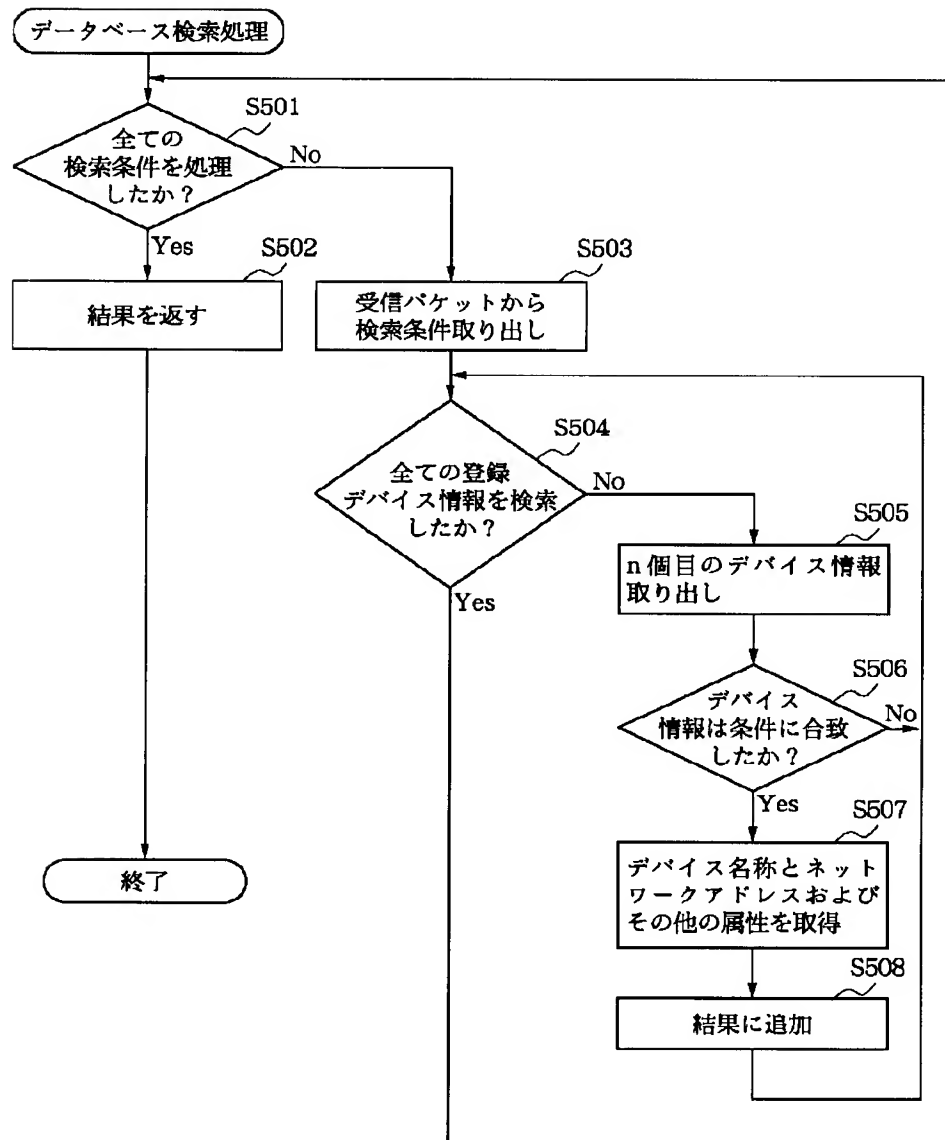 データベース検索処理
S501
全ての
検索条件を処理
したか？
No
Yes
S502
結果を返す
S503
受信パケットから
検索条件取り出し
S504
全ての登録
デバイス情報を検索
したか？
No
Yes
S505
n個目のデバイス情報
取り出し
S506
デバイス
情報は条件に合致
したか？
No
Yes
S507
デバイス名称とネット
ワークアドレスおよび
その他の属性を取得
S508
結果に追加
終了